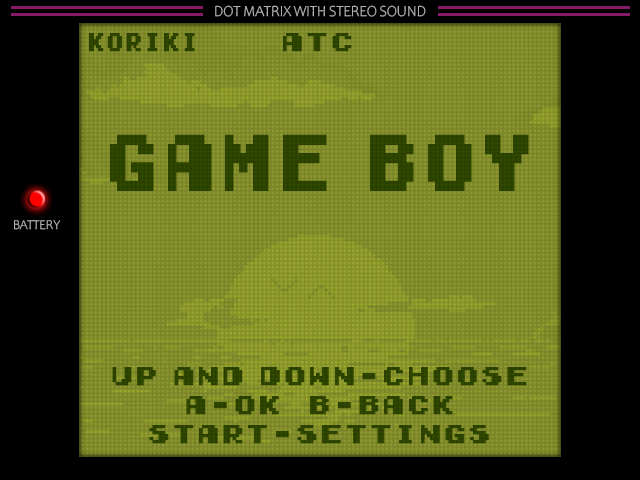 DOT MATRIX WITH STEREO SOUND
KORIKI ATC
GAME BOY
BATTERY
UP AND DOWN-CHOOSE
A-OK B-BACK
START-SETTINGS